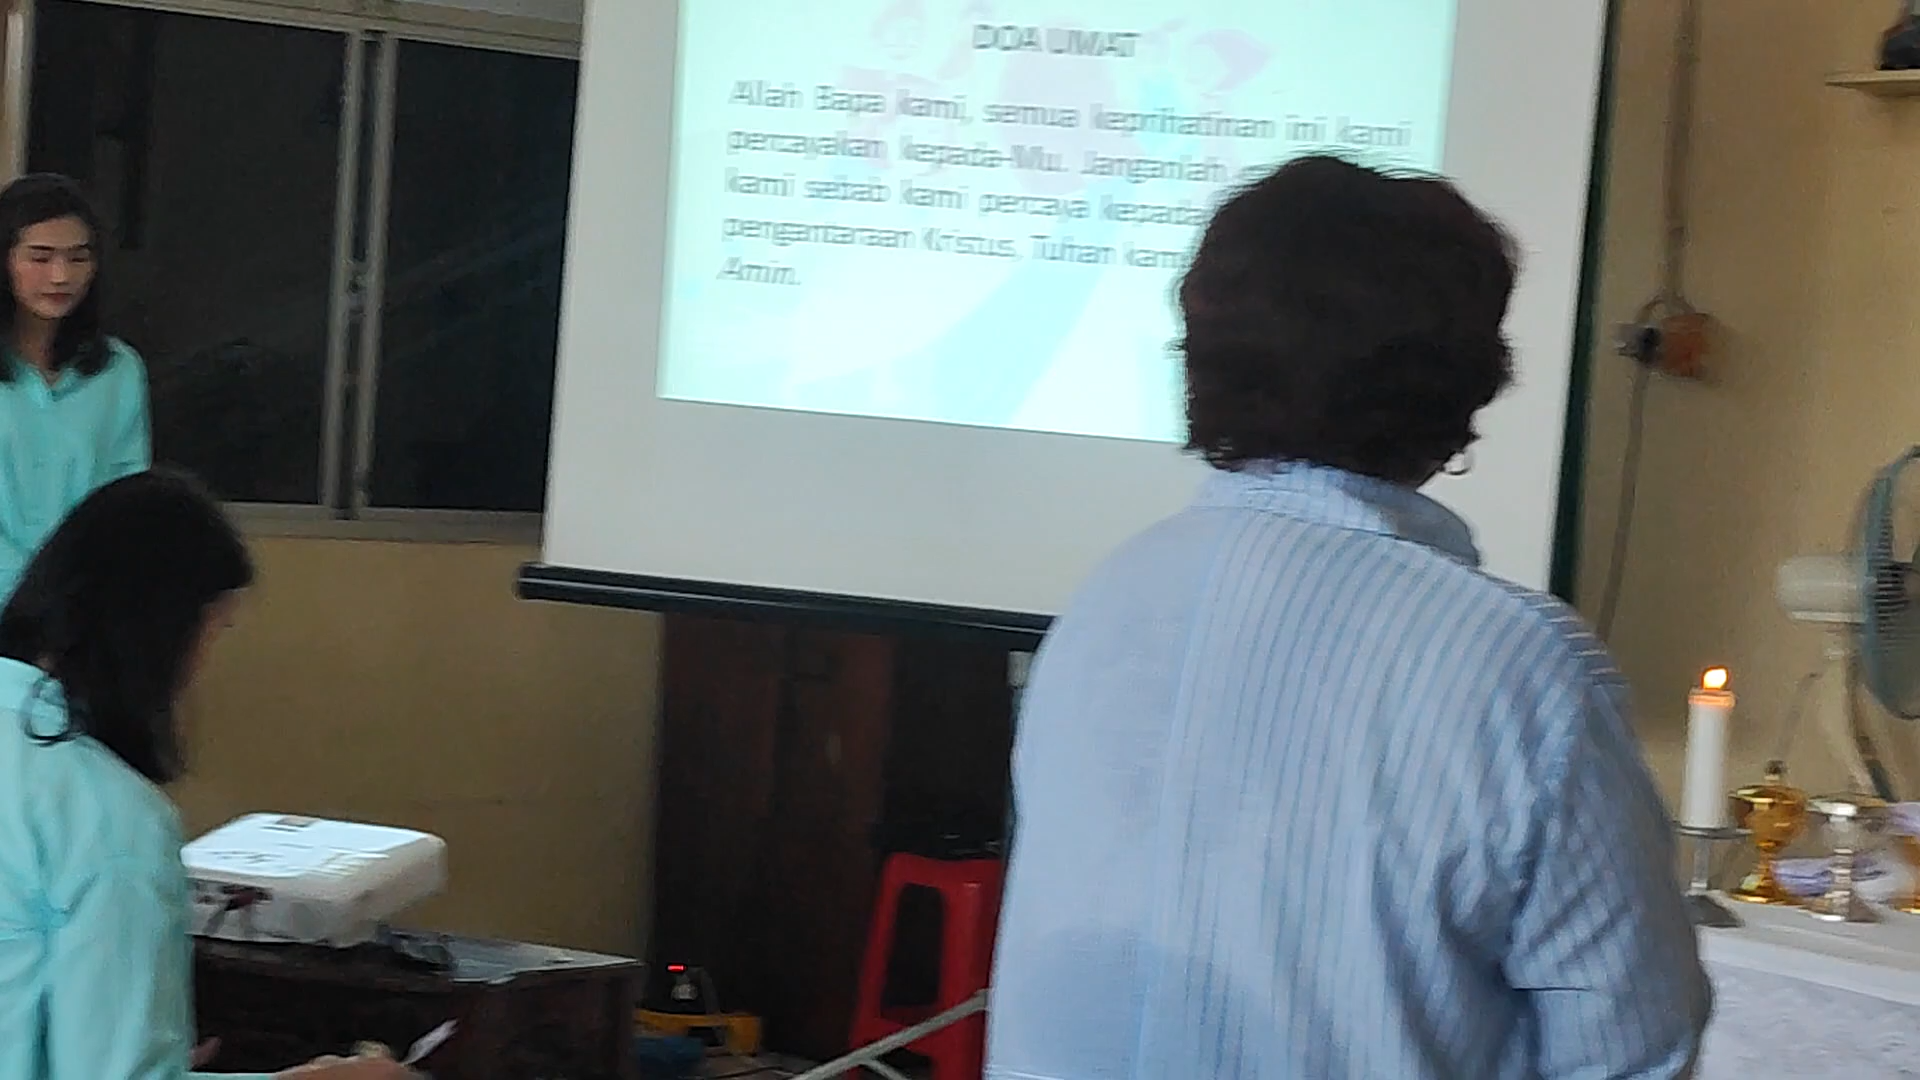 DOA UMAT
Allah Bapa kami, semua keprihatinan ini kami
percayakan kepada-Mu. Janganlah
kami sebab kami percaya kepada
pengantaraan Kristus, Tuhan kami
Amin.